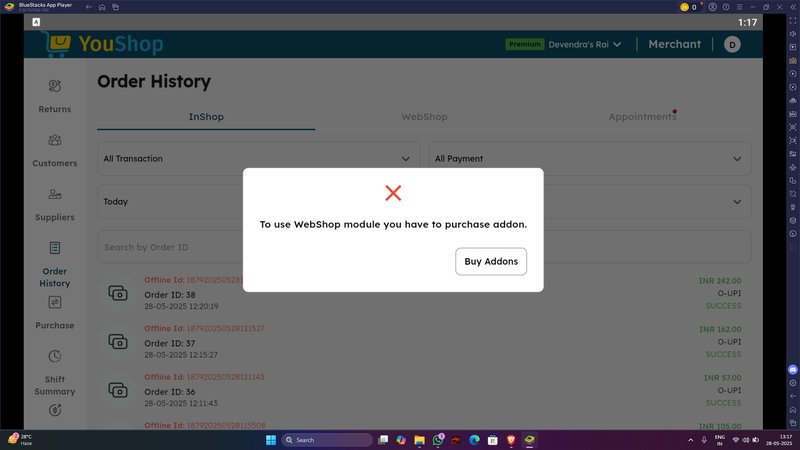 BlueStacks App Player
0
A
1:17
YouShop
Premium
Devendra's Rai
Merchant
D
Order History
Returns
InShop
WebShop
Appointments
Customers
All Transaction
All Payment
Suppliers
Today
To use WebShop module you have to purchase addon.
Buy Addons
Search by Order ID
Order
History
Offline Id:
INR 242.00
Order ID: 38
O-UPI
28-05-2025 12:20:19
SUCCESS
Purchase
Offline Id: 187920250528121527
INR 162.00
Order ID: 37
O-UPI
28-05-2025 12:15:27
SUCCESS
Shift
Summary
Offline Id: 187920250528121143
INR 57.00
Order ID: 36
O-UPI
28-05-2025 12:11:43
SUCCESS
Offline Id: 187920250528115508
INR 105.00
28°C
Haze
Search
ENG
IN
13:17
28-05-2025